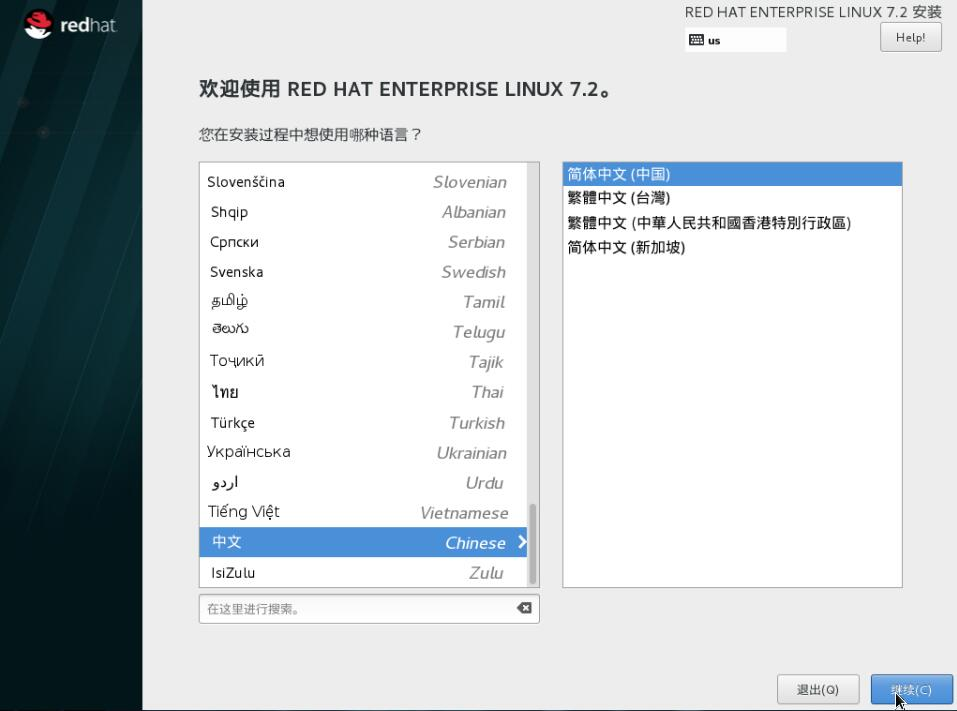 redhat
RED HAT ENTERPRISE LINUX 7.2 安装
us
Help!
欢迎使用 RED HAT ENTERPRISE LINUX 7.2。
您在安装过程中想使用哪种语言？
Slovenščina Slovenian
Shqip Albanian
Српски Serbian
Svenska Swedish
தமிழ் Tamil
తెలుగు Telugu
Тоҷикӣ Tajik
ไทย Thai
Türkçe Turkish
Українська Ukrainian
اردو Urdu
Tiếng Việt Vietnamese
中文 Chinese
IsiZulu Zulu
简体中文 (中国)
繁體中文 (台灣)
繁體中文 (中華人民共和國香港特別行政區)
简体中文 (新加坡)
在这里进行搜索。
退出(Q)
继续(C)